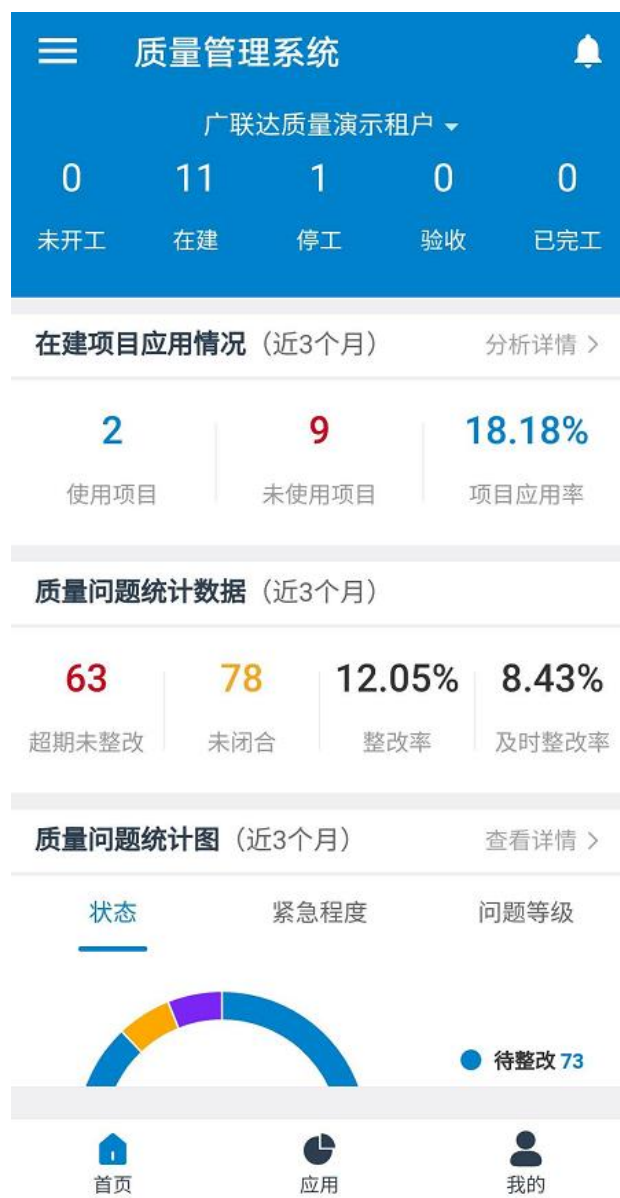 质量管理系统
广联达质量演示租户
0 11 1 0 0
未开工 在建 停工 验收 已完工
在建项目应用情况（近3个月） 分析详情
2 9 18.18%
使用项目 未使用项目 项目应用率
质量问题统计数据（近3个月）
63 78 12.05% 8.43%
超期未整改 未闭合 整改率 及时整改率
质量问题统计图（近3个月） 查看详情
状态 紧急程度 问题等级
待整改 73
首页 应用 我的